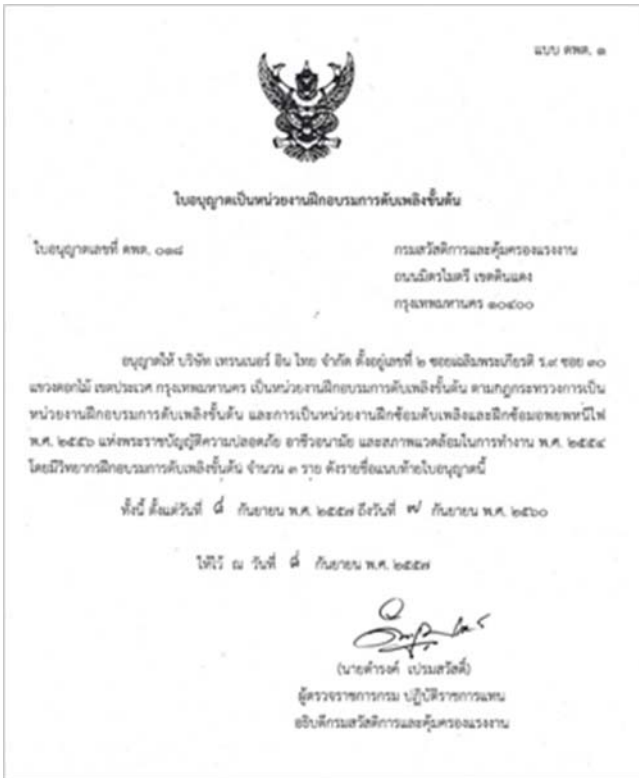 แบบ ดพต. ๑
ใบอนุญาตเป็นหน่วยงานฝึกอบรมการดับเพลิงขั้นต้น
ใบอนุญาตเลขที่ ดพต. ๐๑๘
กรมสวัสดิการและคุ้มครองแรงงาน
ถนนมิตรไมตรี เขตดินแดง
กรุงเทพมหานคร ๑๐๔๐๐
อนุญาตให้ บริษัท เทรนเนอร์ อิน ไทย จำกัด ตั้งอยู่เลขที่ ๒ ซอยเฉลิมพระเกียรติ ร.๙ ซอย ๓๐
แขวงดอกไม้ เขตประเวศ กรุงเทพมหานคร เป็นหน่วยงานฝึกอบรมการดับเพลิงขั้นต้น ตามกฎกระทรวงการเป็น
หน่วยงานฝึกอบรมการดับเพลิงขั้นต้น และการเป็นหน่วยงานฝึกซ้อมดับเพลิงและฝึกซ้อมอพยพหนีไฟ
พ.ศ. ๒๕๕๖ แห่งพระราชบัญญัติความปลอดภัย อาชีวอนามัย และสภาพแวดล้อมในการทำงาน พ.ศ. ๒๕๕๔
โดยมีวิทยากรฝึกอบรมการดับเพลิงขั้นต้น จำนวน ๓ ราย ดังรายชื่อแนบท้ายใบอนุญาตนี้
ทั้งนี้ ตั้งแต่วันที่ ๘ กันยายน พ.ศ. ๒๕๕๗ ถึงวันที่ ๗ กันยายน พ.ศ. ๒๕๖๐
ให้ไว้ ณ วันที่ ๘ กันยายน พ.ศ. ๒๕๕๗
(นายดำรงค์ เปรมสวัสดิ์)
ผู้ตรวจราชการกรม ปฏิบัติราชการแทน
อธิบดีกรมสวัสดิการและคุ้มครองแรงงาน